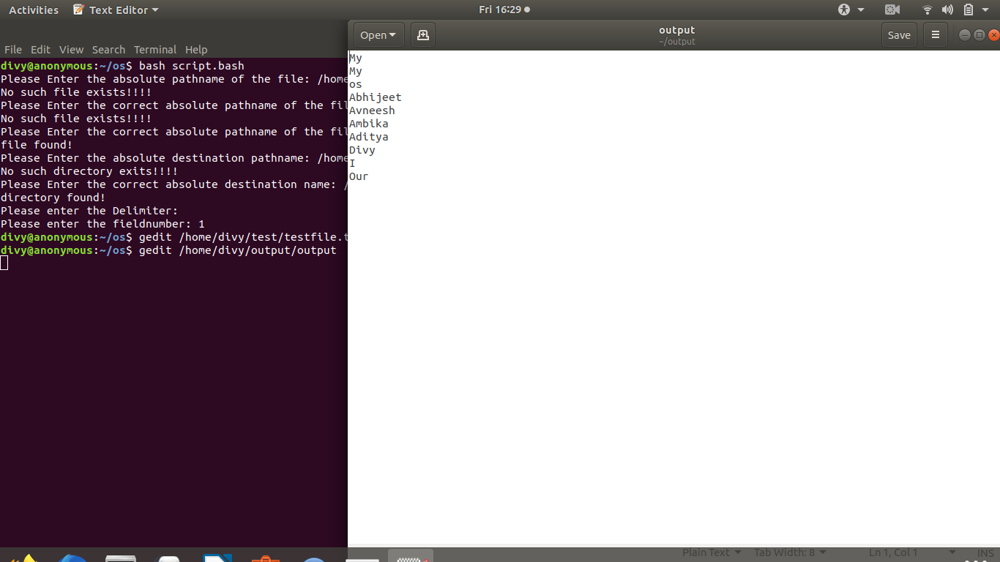 Activities Text Editor Fri 16:29
Open output Save
~/output
File Edit View Search Terminal Help
divy@anonymous:~/os$ bash script.bash
Please Enter the absolute pathname of the file: /home
No such file exists!!!!
Please Enter the correct absolute pathname of the fil
No such file exists!!!!
Please Enter the correct absolute pathname of the fil
file found!
Please Enter the absolute destination pathname: /home
No such directory exits!!!!
Please Enter the correct absolute destination name: /
directory found!
Please enter the Delimiter:
Please enter the fieldnumber: 1
divy@anonymous:~/os$ gedit /home/divy/test/testfile.t
divy@anonymous:~/os$ gedit /home/divy/output/output
My
My
os
Abhijeet
Avneesh
Ambika
Aditya
Divy
I
Our
Plain Text Tab Width: 8 Ln 1, Col 1 INS